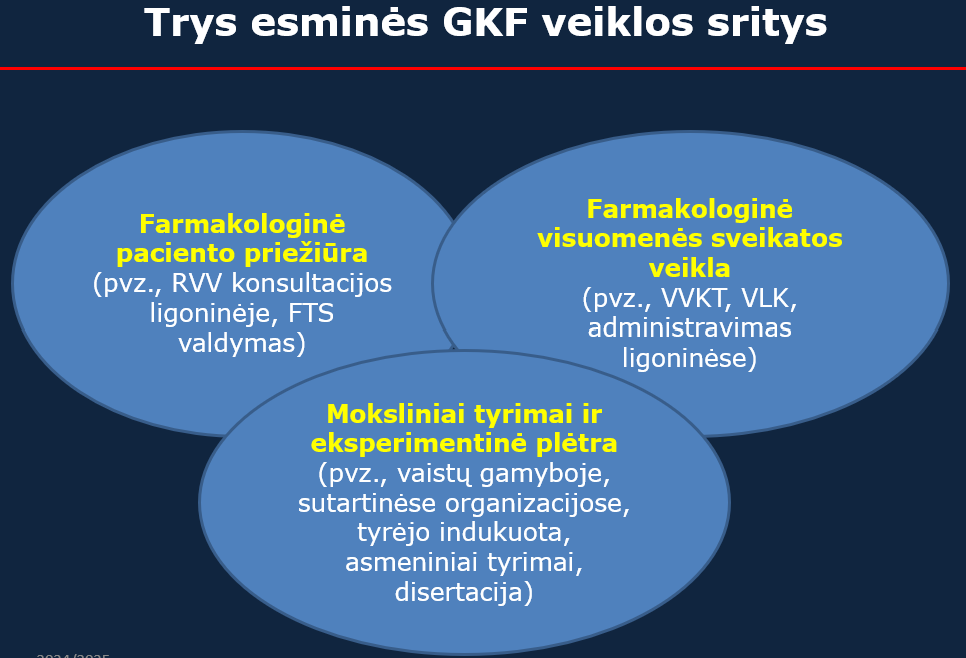 Trys esminės GKF veiklos sritys
Farmakologinė
paciento priežiūra
(pvz., RVV konsultacijos
ligoninėje, FTS
valdymas)
Farmakologinė
visuomenės sveikatos
veikla
(pvz., VVKT, VLK,
administravimas
ligoninėse)
Moksliniai tyrimai ir
eksperimentinė plėtra
(pvz., vaistų gamyboje,
sutartinėse organizacijose,
tyrėjo indukuota,
asmeniniai tyrimai,
disertacija)
2024/2025